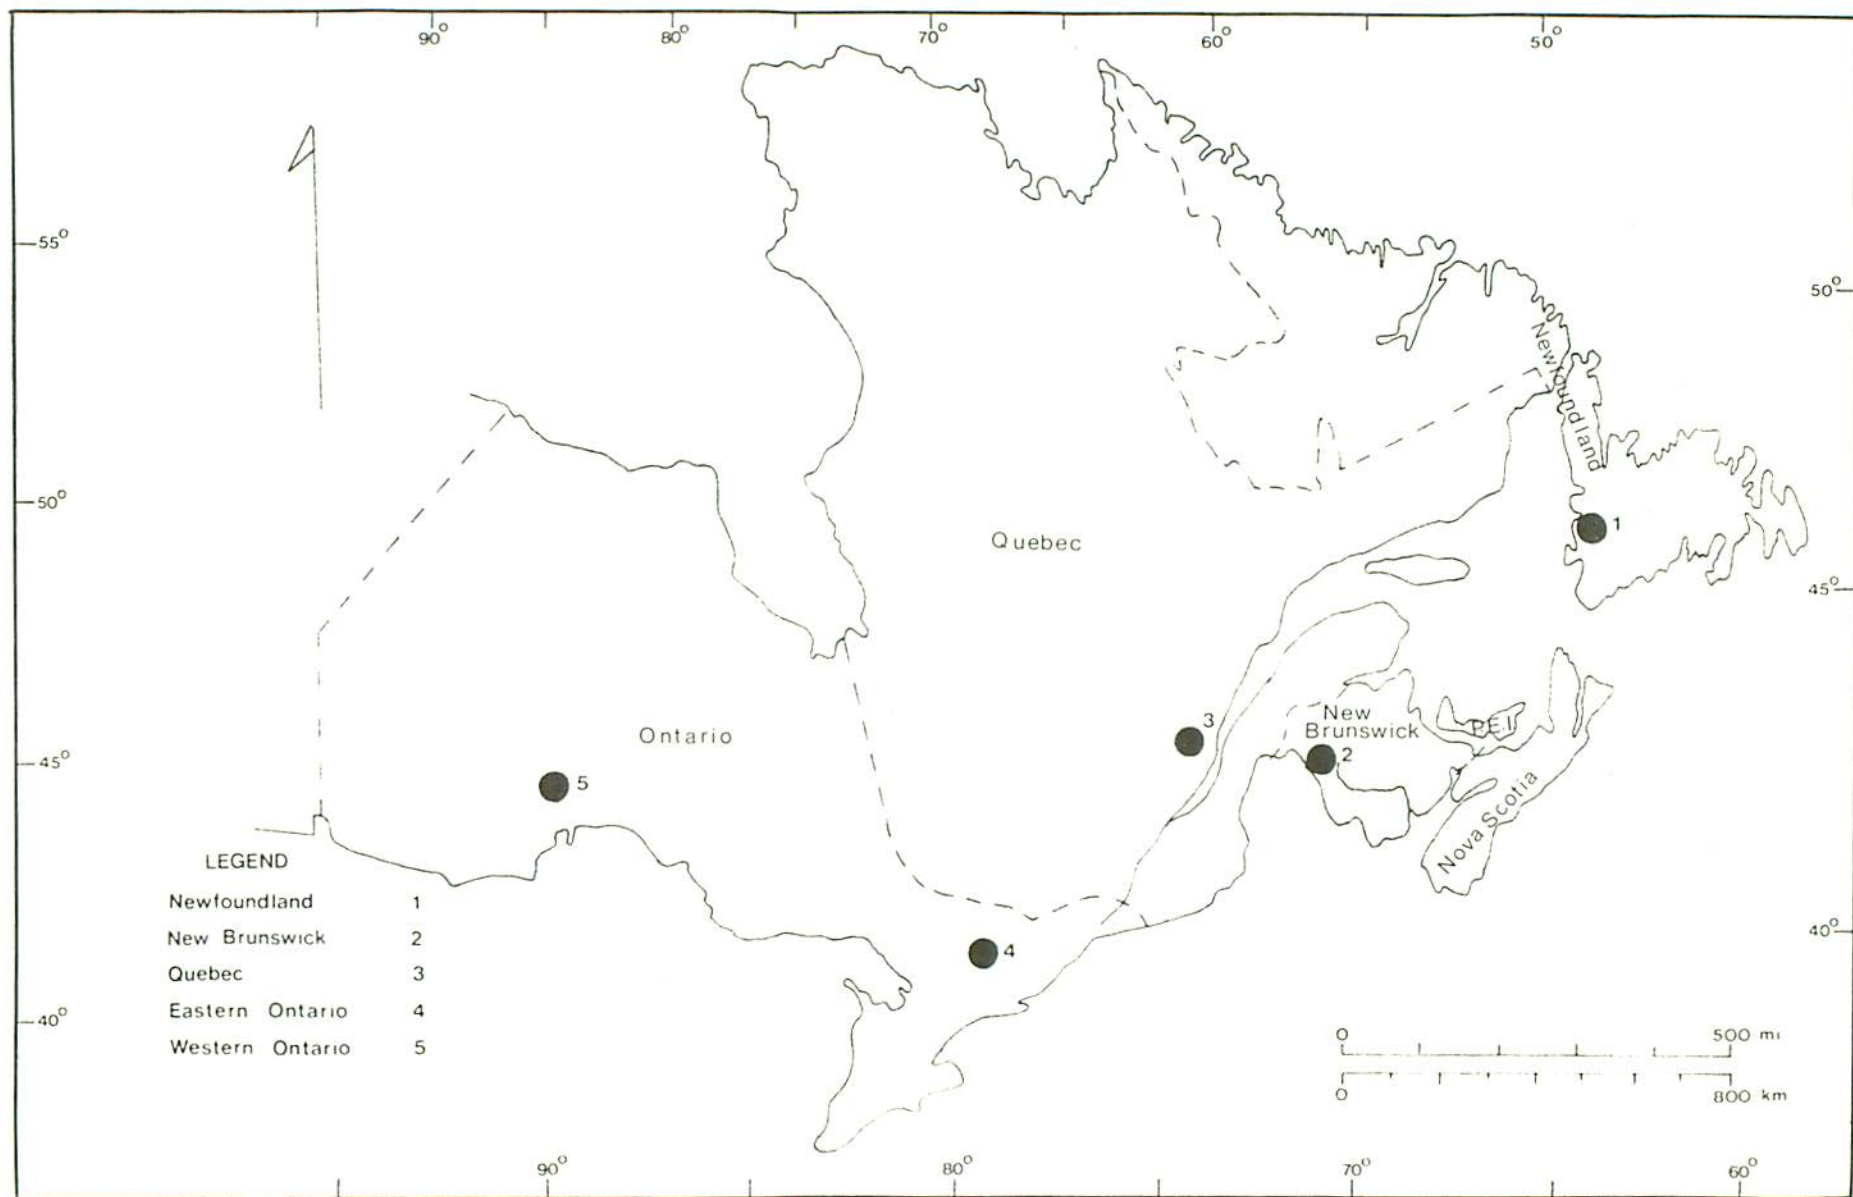 90° 80° 70° 60° 50°
55°
50°
Newfoundland
50°
1
Quebec
45°
3
New
Brunswick
P.E.I.
Ontario
2
45°
5
Nova Scotia
LEGEND
Newfoundland 1
New Brunswick 2
Quebec 3
Eastern Ontario 4
Western Ontario 5
4
40°
40°
0 500 mi
0 800 km
90° 80° 70° 60°